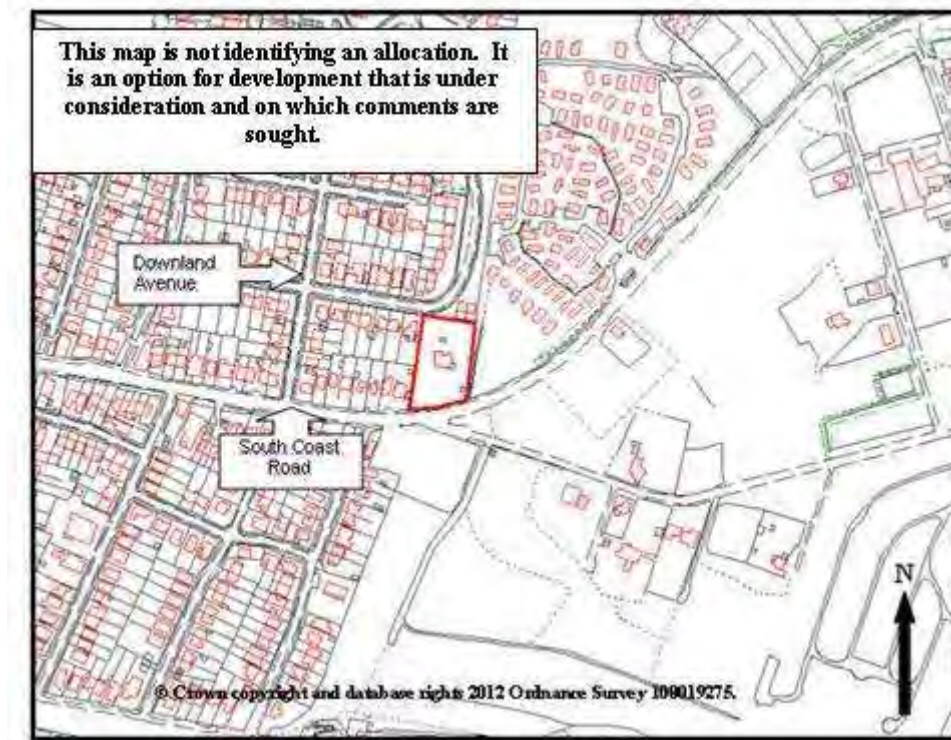 This map is not identifying an allocation. It
is an option for development that is under
consideration and on which comments are
sought.
Downland
Avenue
South Coast
Road
N
© Crown copyright and database rights 2012 Ordnance Survey 100019275.